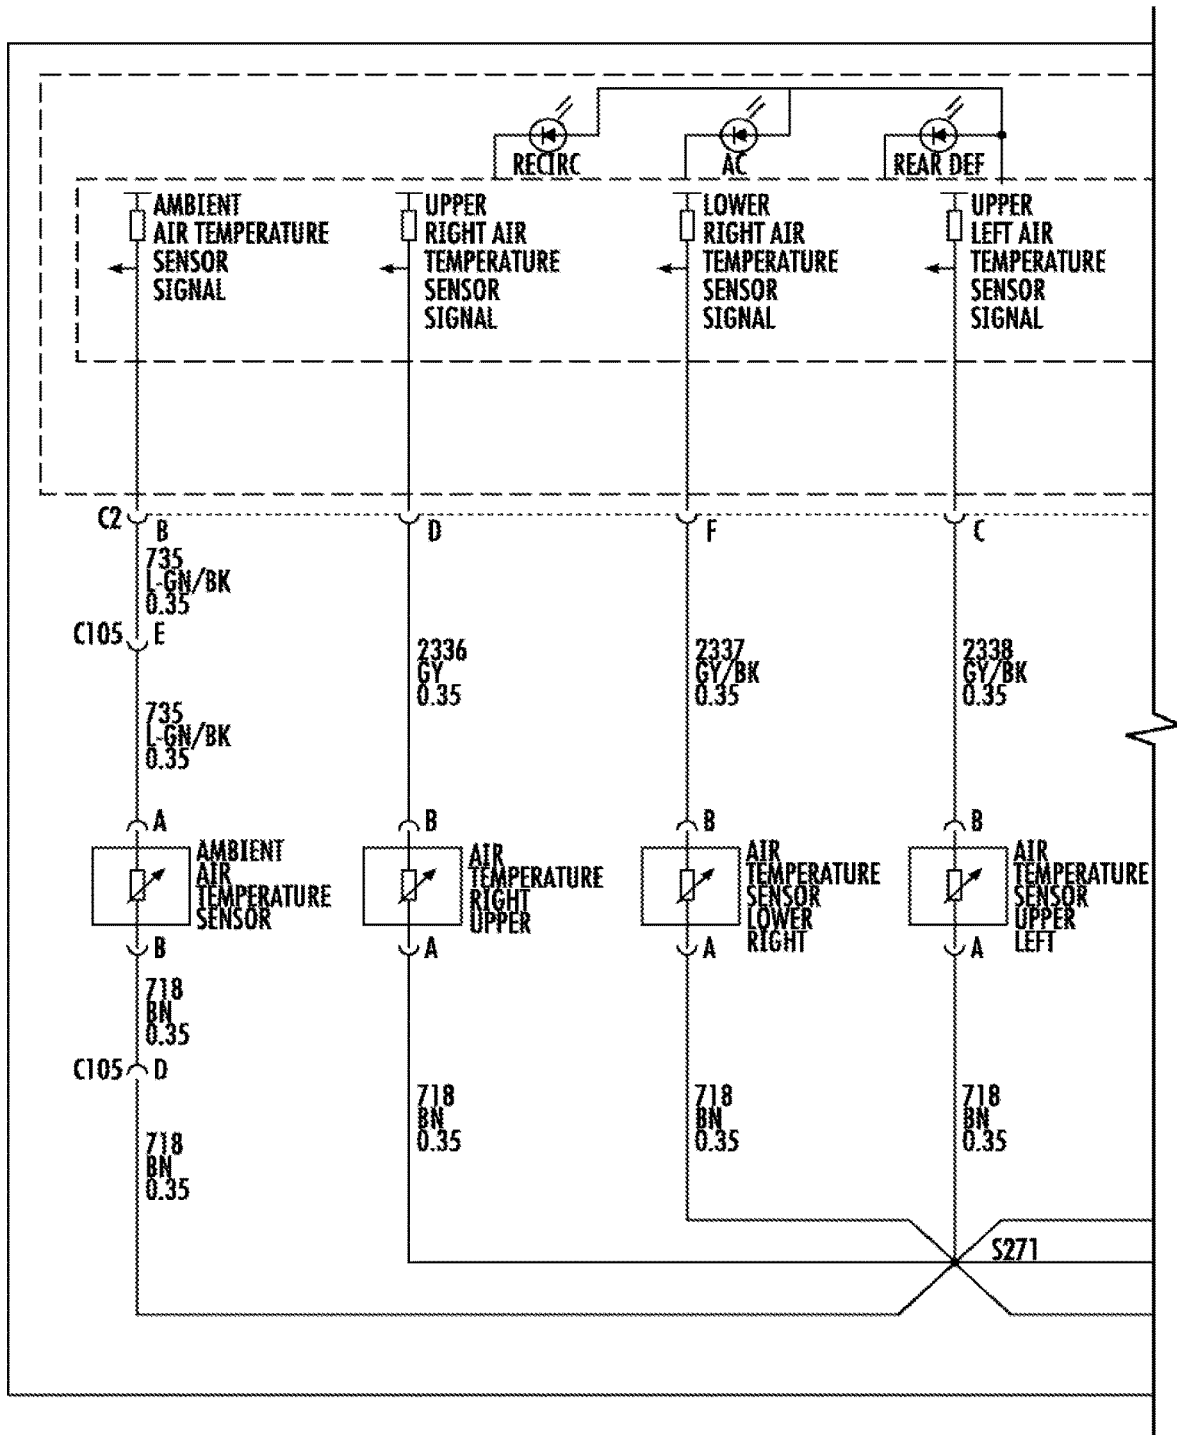 RECIRC
AC
REAR DEF
AMBIENT
AIR TEMPERATURE
SENSOR
SIGNAL
UPPER
RIGHT AIR
TEMPERATURE
SENSOR
SIGNAL
LOWER
RIGHT AIR
TEMPERATURE
SENSOR
SIGNAL
UPPER
LEFT AIR
TEMPERATURE
SENSOR
SIGNAL
C2
B
D
F
C
735
L-GN/BK
0.35
C105
E
735
L-GN/BK
0.35
2336
GY
0.35
2337
GY/BK
0.35
2338
GY/BK
0.35
A
B
B
B
AMBIENT
AIR
TEMPERATURE
SENSOR
AIR
TEMPERATURE
RIGHT
UPPER
AIR
TEMPERATURE
SENSOR
LOWER
RIGHT
AIR
TEMPERATURE
SENSOR
UPPER
LEFT
B
A
A
A
718
BN
0.35
C105
D
718
BN
0.35
718
BN
0.35
718
BN
0.35
718
BN
0.35
S271